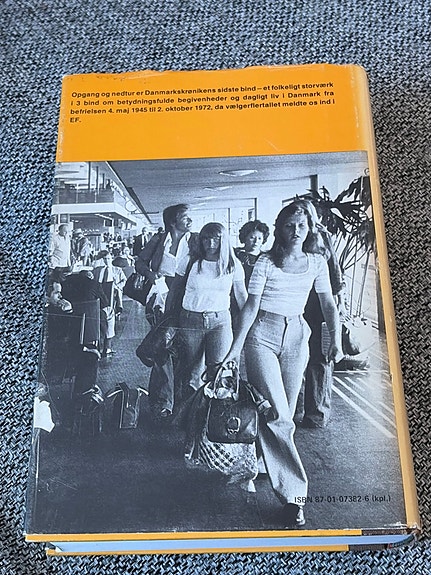 Opgang og nedtur er Danmarkskrønikens sidste bind – et folkeligt storværk
i 3 bind om betydningsfulde begivenheder og dagligt liv i Danmark fra
befrielsen 4. maj 1945 til 2. oktober 1972, da vælgerflertallet meldte os ind i
EF.
ISBN 87-01-07382-6 (kpl.)